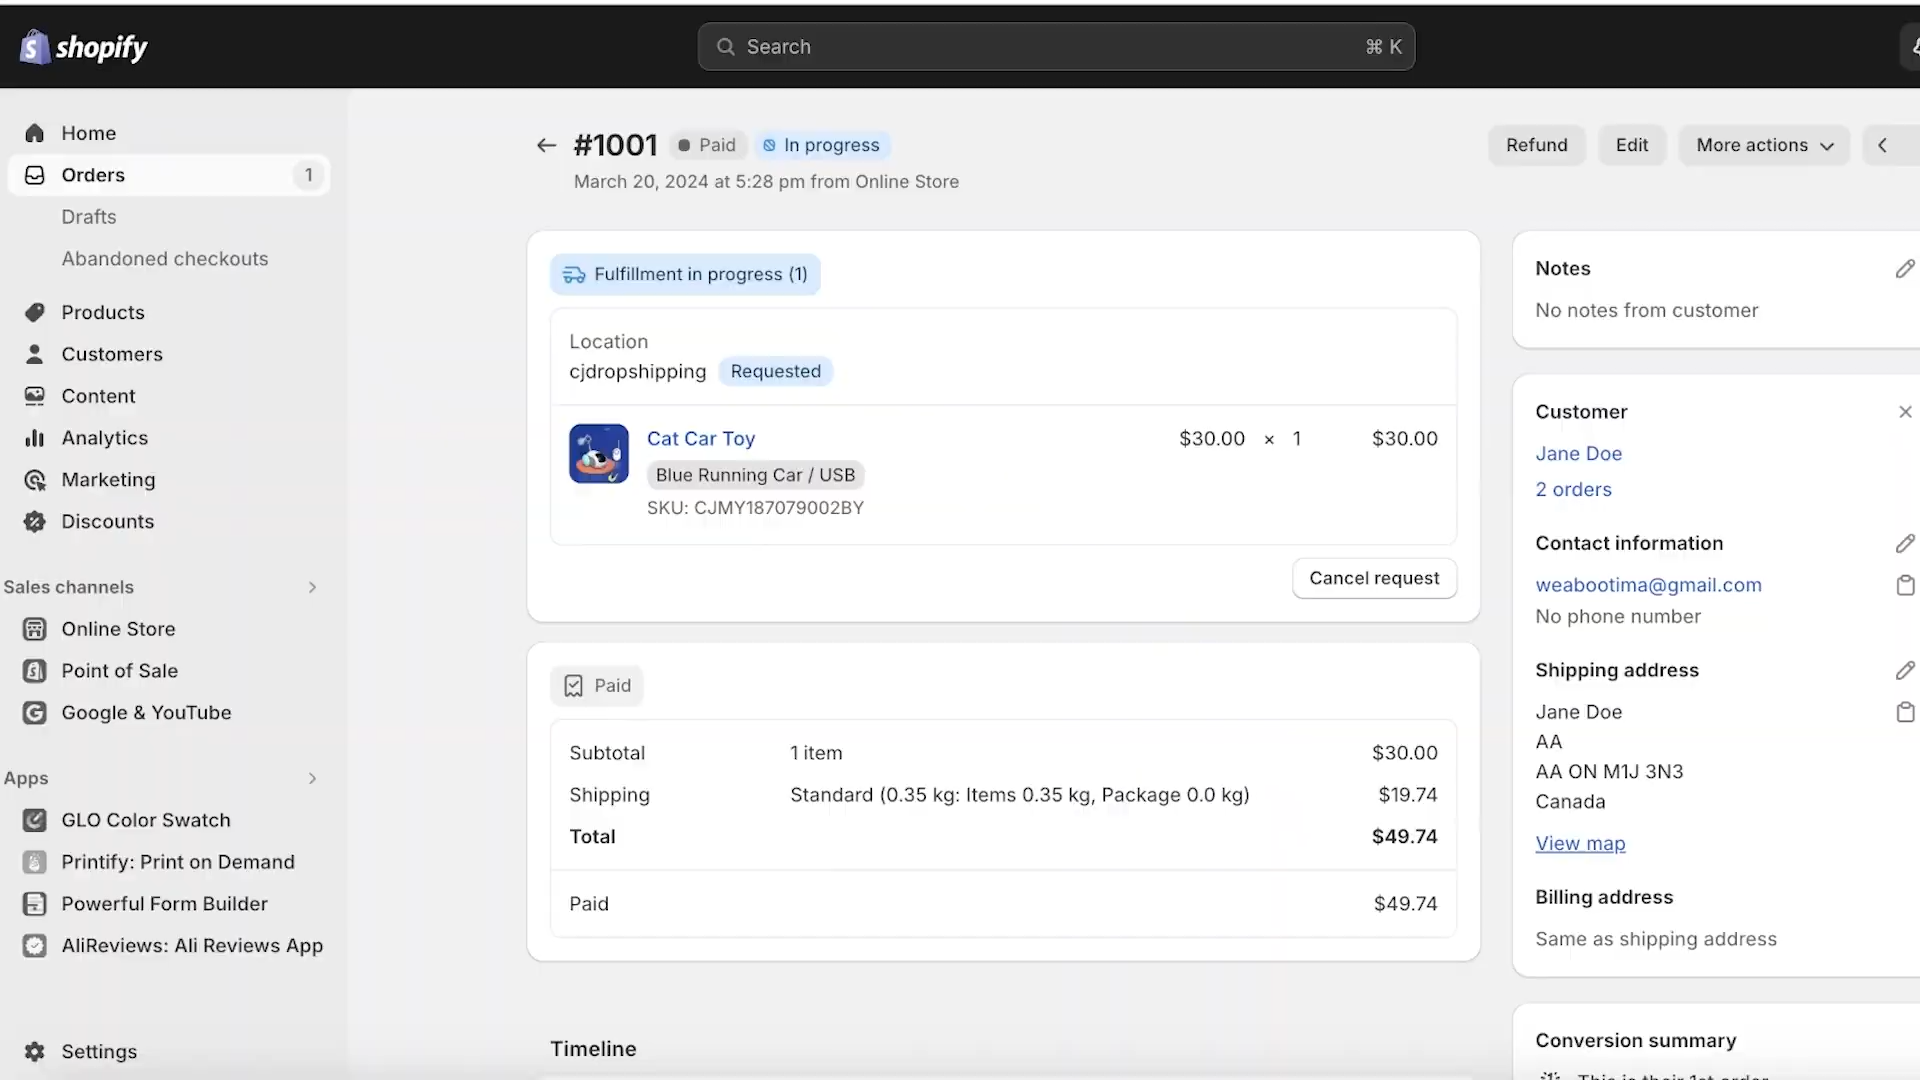 shopify
Search
⌘ K
Home
Orders
1
Drafts
Abandoned checkouts
Products
Customers
Content
Analytics
Marketing
Discounts
Sales channels
Online Store
Point of Sale
Google & YouTube
Apps
GLO Color Swatch
Printify: Print on Demand
Powerful Form Builder
AliReviews: Ali Reviews App
Settings
#1001 Paid In progress
March 20, 2024 at 5:28 pm from Online Store
Refund
Edit
More actions
Fulfillment in progress (1)
Location
cjdropshipping Requested
Cat Car Toy $30.00 × 1 $30.00
Blue Running Car / USB
SKU: CJMY187079002BY
Cancel request
Paid
Subtotal 1 item $30.00
Shipping Standard (0.35 kg: Items 0.35 kg, Package 0.0 kg) $19.74
Total $49.74
Paid $49.74
Timeline
Notes
No notes from customer
Customer
Jane Doe
2 orders
Contact information
weabootima@gmail.com
No phone number
Shipping address
Jane Doe
AA
AA ON M1J 3N3
Canada
View map
Billing address
Same as shipping address
Conversion summary
This is their 1st order